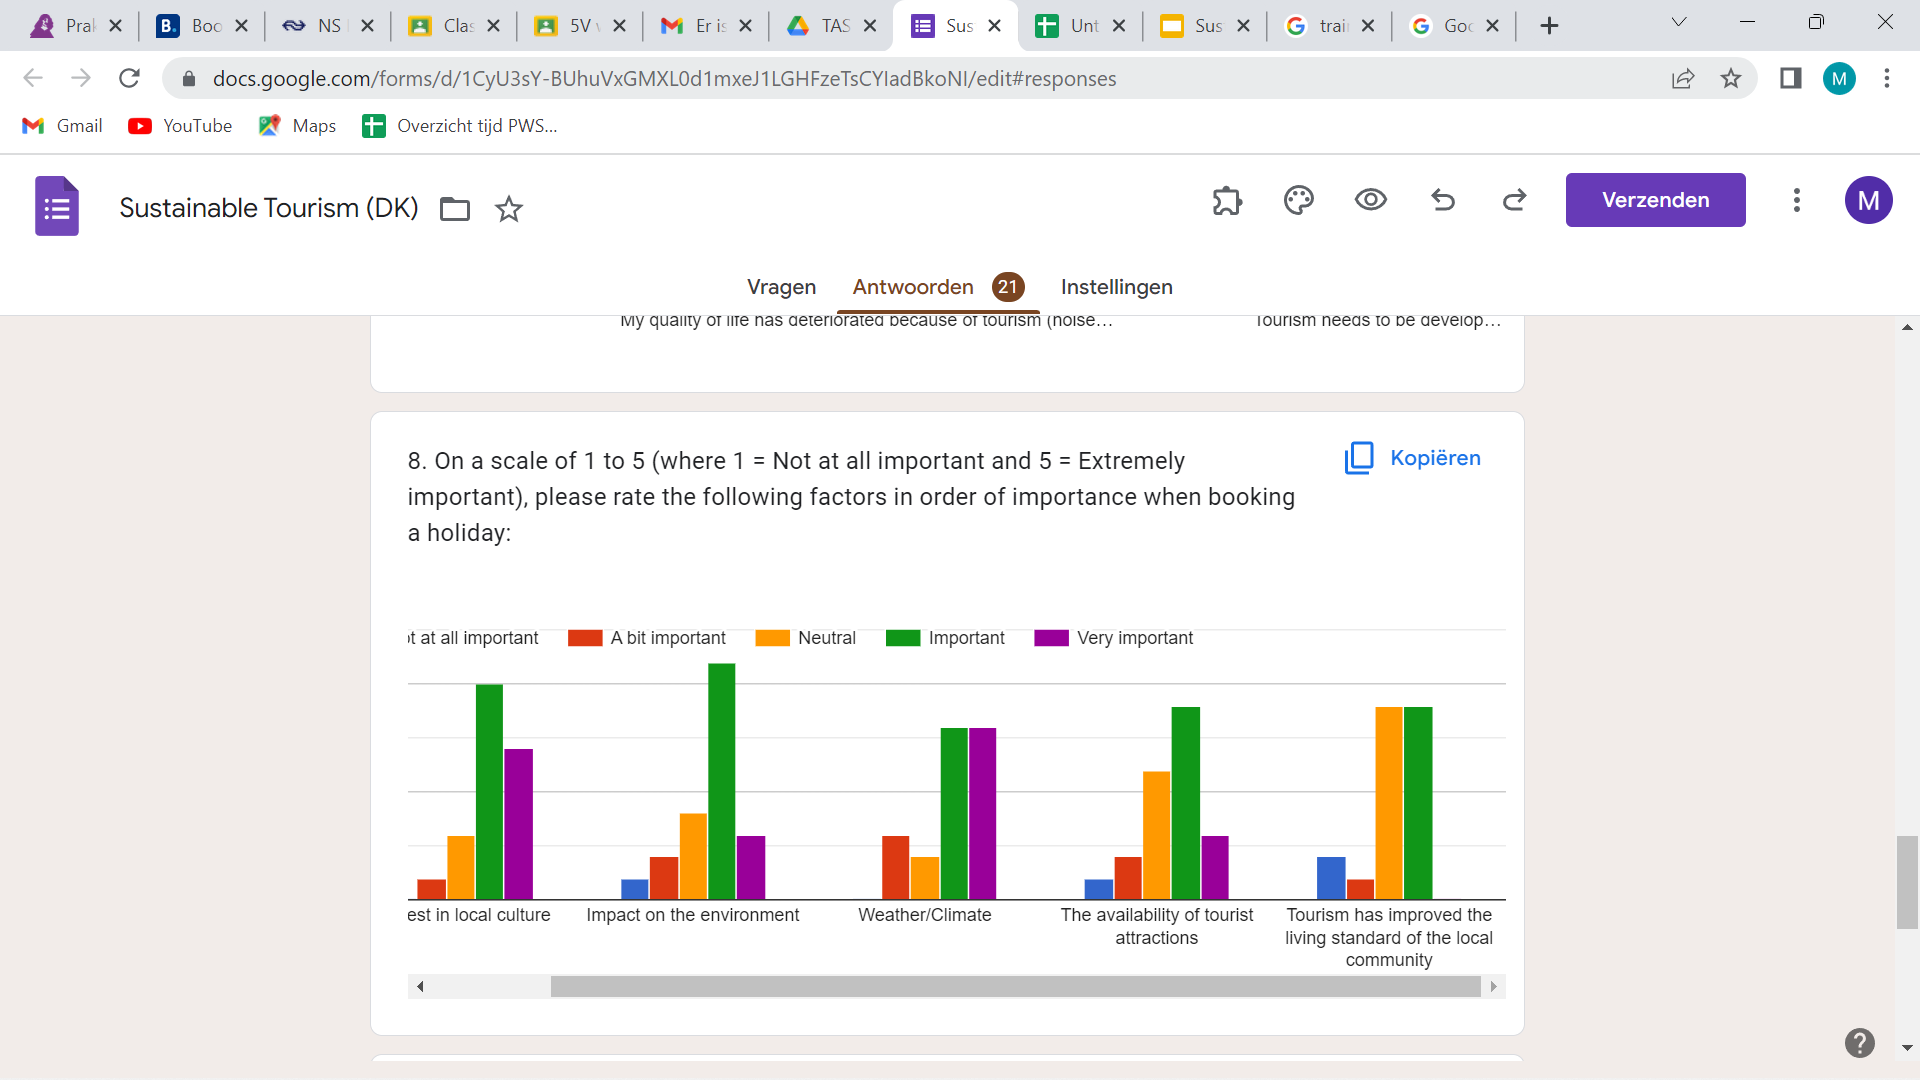 Prak
B. Boo
NS
Clas
5V
Er is
TAS
Sus
Unt
Sus
trai
Goo
docs.google.com/forms/d/1CyU3sY-BUhuVxGMXL0d1mxeJ1LGHFzeTsCYIadBkoNI/edit#responses
M
Gmail
YouTube
Maps
Overzicht tijd PWS...
Sustainable Tourism (DK)
Verzenden
M
Vragen
Antwoorden 21
Instellingen
My quality of life has deteriorated because of tourism (noise...
Tourism needs to be develop...
8. On a scale of 1 to 5 (where 1 = Not at all important and 5 = Extremely
important), please rate the following factors in order of importance when booking
a holiday:
Kopiëren
t at all important
A bit important
Neutral
Important
Very important
est in local culture
Impact on the environment
Weather/Climate
The availability of tourist
attractions
Tourism has improved the
living standard of the local
community
?